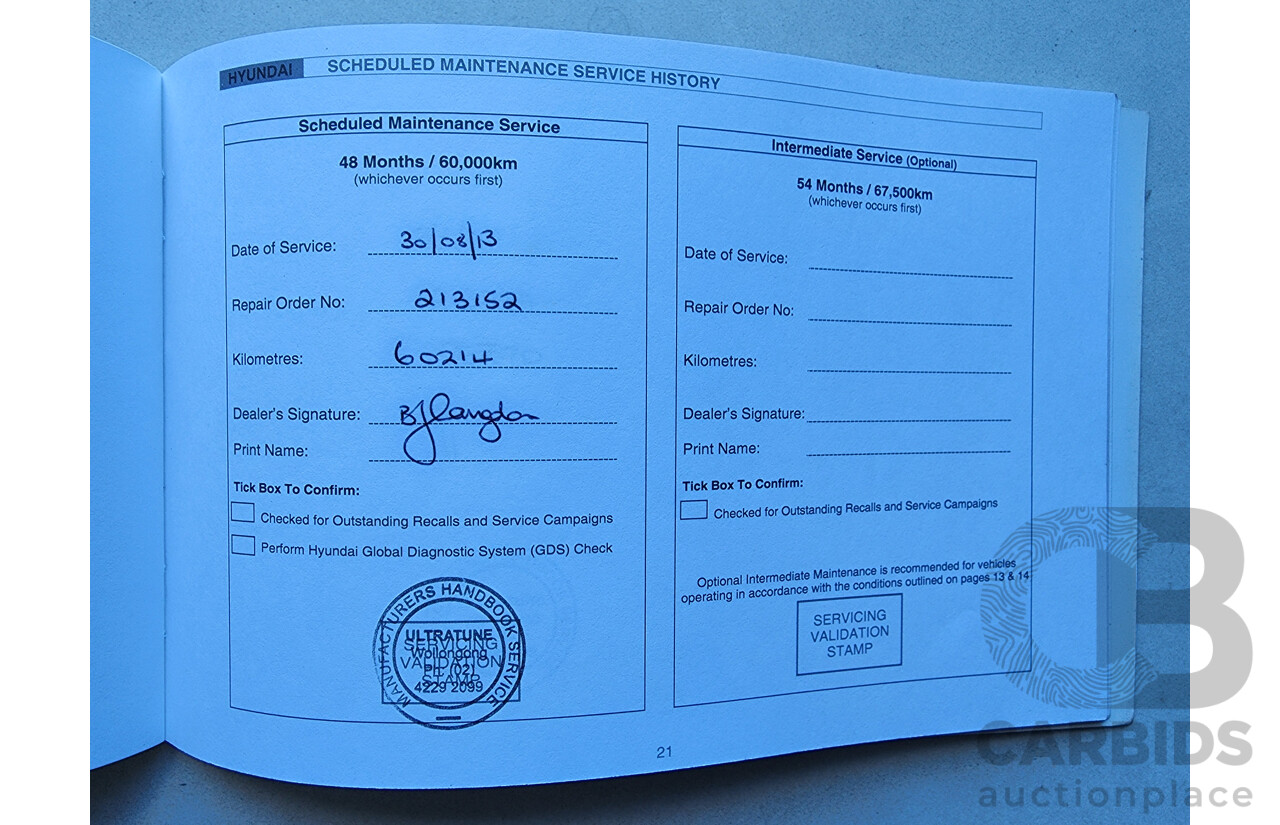 HYUNDAI
SCHEDULED MAINTENANCE SERVICE HISTORY
Scheduled Maintenance Service
48 Months / 60,000km
(whichever occurs first)
Date of Service: 30/08/13
Repair Order No: 213152
Kilometres: 60214
Dealer's Signature: BJLangdon
Print Name:
Tick Box To Confirm:
Checked for Outstanding Recalls and Service Campaigns
Perform Hyundai Global Diagnostic System (GDS) Check
MANUFACTURERS HANDBOOK SERVICE
ULTRATUNE
Wollongong
Ph: (02)
4229 2099
SERVICING
VALIDATION
STAMP
Intermediate Service (Optional)
54 Months / 67,500km
(whichever occurs first)
Date of Service:
Repair Order No:
Kilometres:
Dealer's Signature:
Print Name:
Tick Box To Confirm:
Checked for Outstanding Recalls and Service Campaigns
Optional Intermediate Maintenance is recommended for vehicles
operating in accordance with the conditions outlined on pages 13 & 14
SERVICING
VALIDATION
STAMP
21
CB
CARBIDS
auctionplace